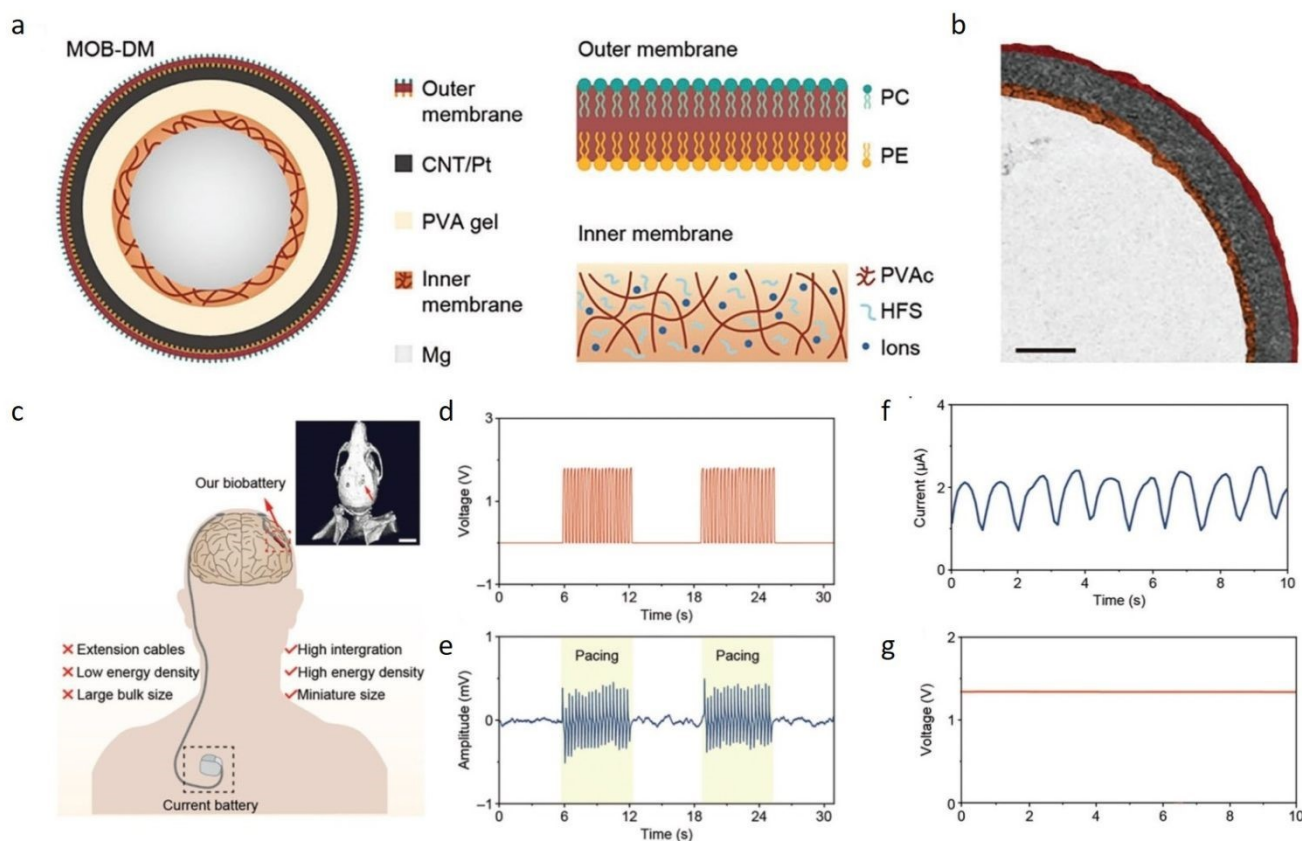 a
MOB-DM
Outer
membrane
CNT/Pt
PVA gel
Inner
membrane
Mg
Outer membrane
PC
PE
Inner membrane
PVAc
HFS
Ions
b
c
Our biobattery
Extension cables
Low energy density
Large bulk size
High intergration
High energy density
Miniature size
Current battery
d
Voltage (V)
3
1
−1
0 6 12 18 24 30
Time (s)
e
Amplitude (mV)
1
0
−1
Pacing
Pacing
0 6 12 18 24 30
Time (s)
f
Current (μA)
4
2
0
0 2 4 6 8 10
Time (s)
g
Voltage (V)
2
1
0
0 2 4 6 8 10
Time (s)